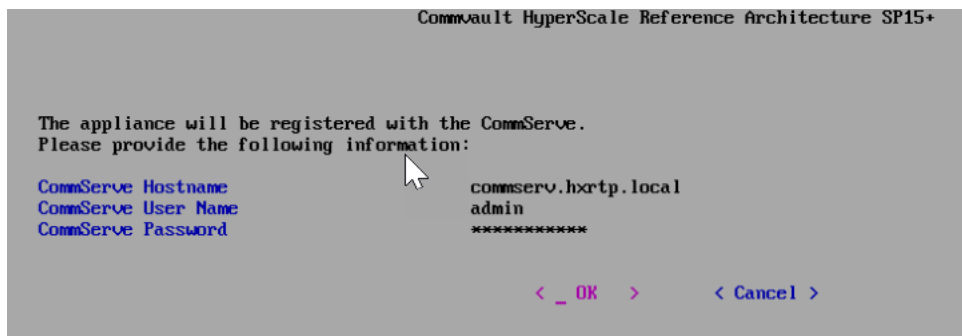 Commvault HyperScale Reference Architecture SP15+
The appliance will be registered with the CommServe.
Please provide the following information:
CommServe Hostname commserv.hxrtp.local
CommServe User Name admin
CommServe Password ***********
< _ OK > < Cancel >